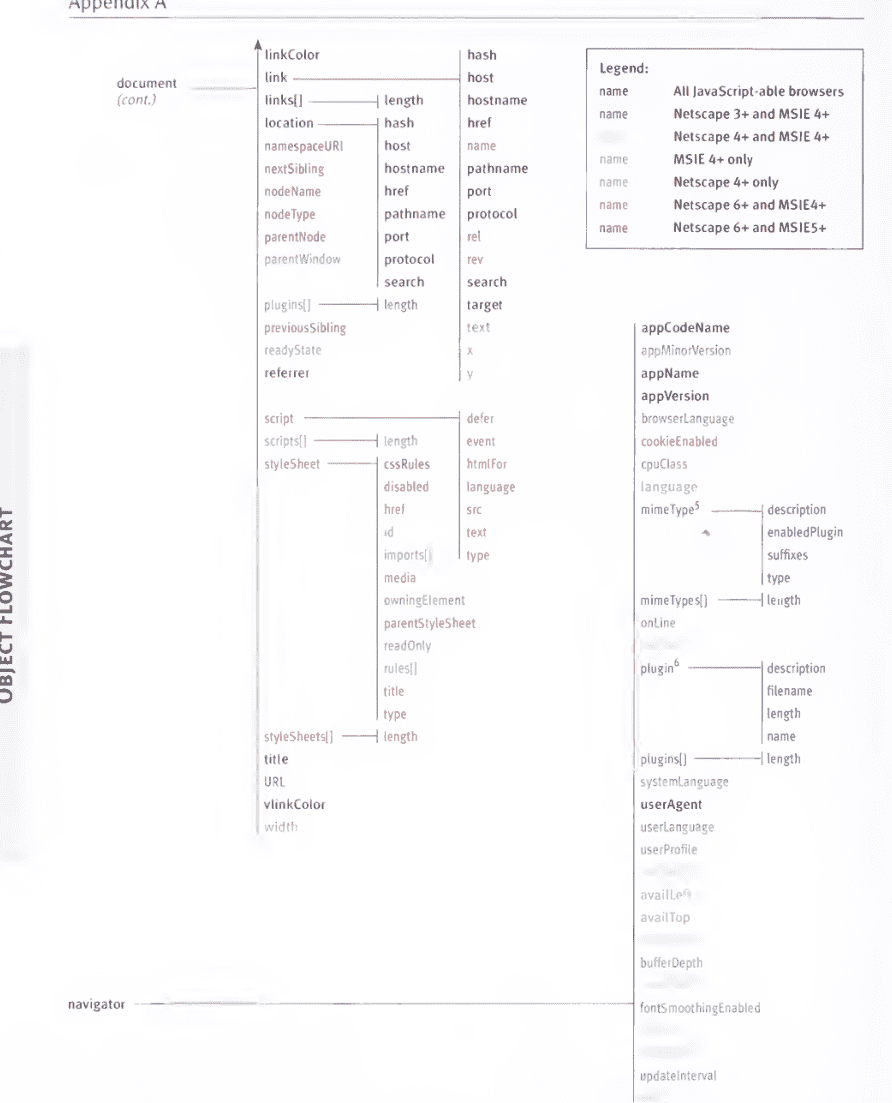 Appendix A
OBJECT FLOWCHART
document
(cont.)
linkColor
link
links[]
location
namespaceURI
nextSibling
nodeName
nodeType
parentNode
parentWindow
plugins[]
previousSibling
readyState
referrer
script
scripts[]
styleSheet
styleSheets[]
title
URL
vlinkColor
width
length
hash
host
hostname
href
pathname
port
protocol
search
length
length
cssRules
disabled
href
id
imports[]
media
owningElement
parentStyleSheet
readOnly
rules[]
title
type
length
hash
host
hostname
href
name
pathname
port
protocol
rel
rev
search
target
text
x
y
defer
event
htmlFor
language
src
text
type
Legend:
name All JavaScript-able browsers
name Netscape 3+ and MSIE 4+
Netscape 4+ and MSIE 4+
name MSIE 4+ only
name Netscape 4+ only
name Netscape 6+ and MSIE4+
name Netscape 6+ and MSIE5+
navigator
appCodeName
appMinorVersion
appName
appVersion
browserLanguage
cookieEnabled
cpuClass
language
mimeType5
mimeTypes[]
onLine
plugin6
plugins[]
systemLanguage
userAgent
userLanguage
userProfile
availLeft
availTop
bufferDepth
fontSmoothingEnabled
updateInterval
description
enabledPlugin
suffixes
type
length
description
filename
length
name
length